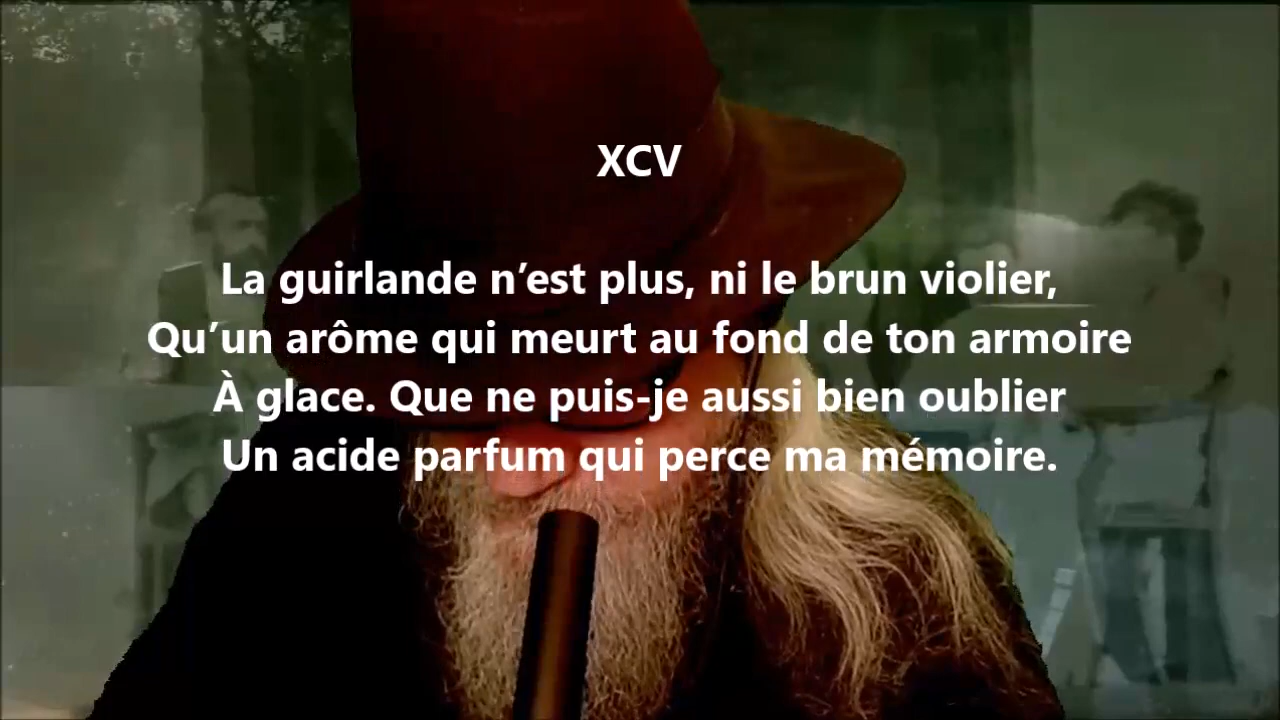 XCV
La guirlande n’est plus, ni le brun violier,
Qu’un arôme qui meurt au fond de ton armoire
À glace. Que ne puis-je aussi bien oublier
Un acide parfum qui perce ma mémoire.